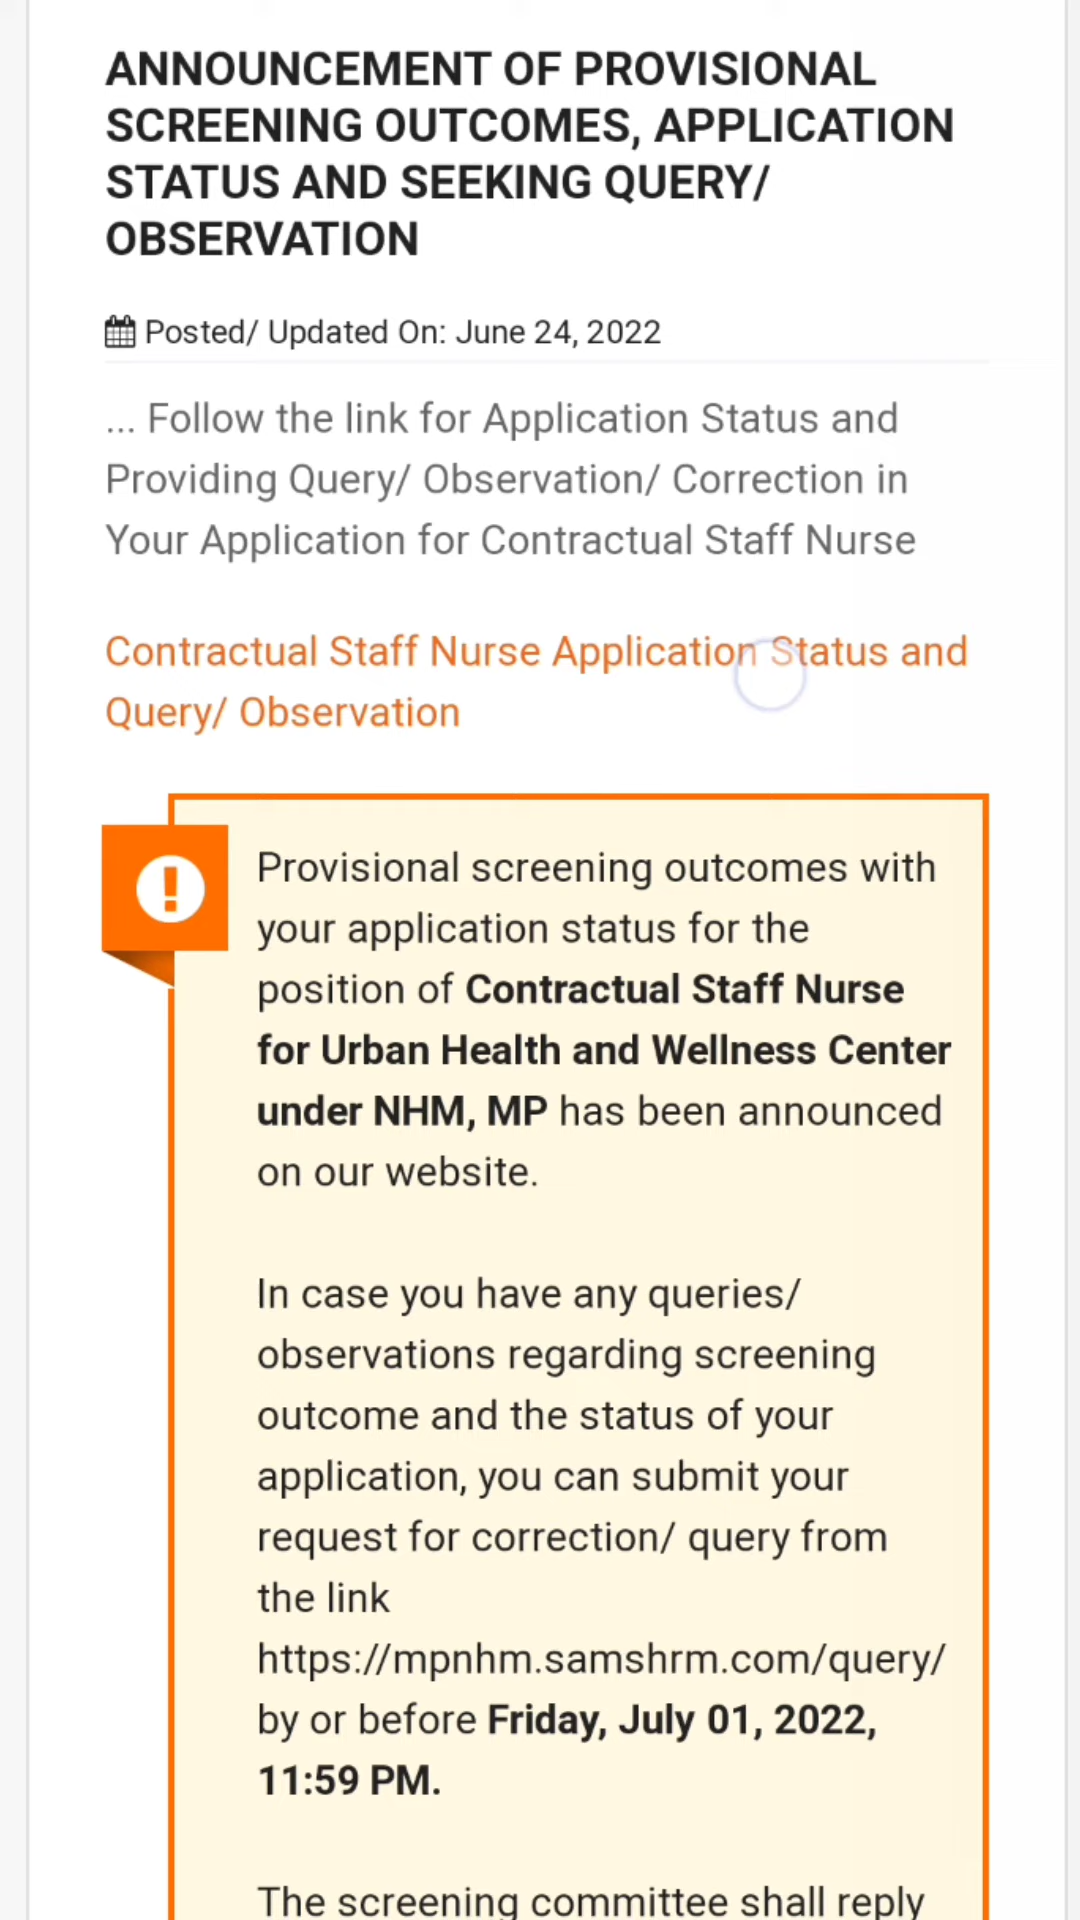 ANNOUNCEMENT OF PROVISIONAL
SCREENING OUTCOMES, APPLICATION
STATUS AND SEEKING QUERY/
OBSERVATION
Posted/ Updated On: June 24, 2022
... Follow the link for Application Status and
Providing Query/ Observation/ Correction in
Your Application for Contractual Staff Nurse
Contractual Staff Nurse Application Status and
Query/ Observation
Provisional screening outcomes with
your application status for the
position of Contractual Staff Nurse
for Urban Health and Wellness Center
under NHM, MP has been announced
on our website.
In case you have any queries/
observations regarding screening
outcome and the status of your
application, you can submit your
request for correction/ query from
the link
https://mpnhm.samshrm.com/query/
by or before Friday, July 01, 2022,
11:59 PM.
The screening committee shall reply